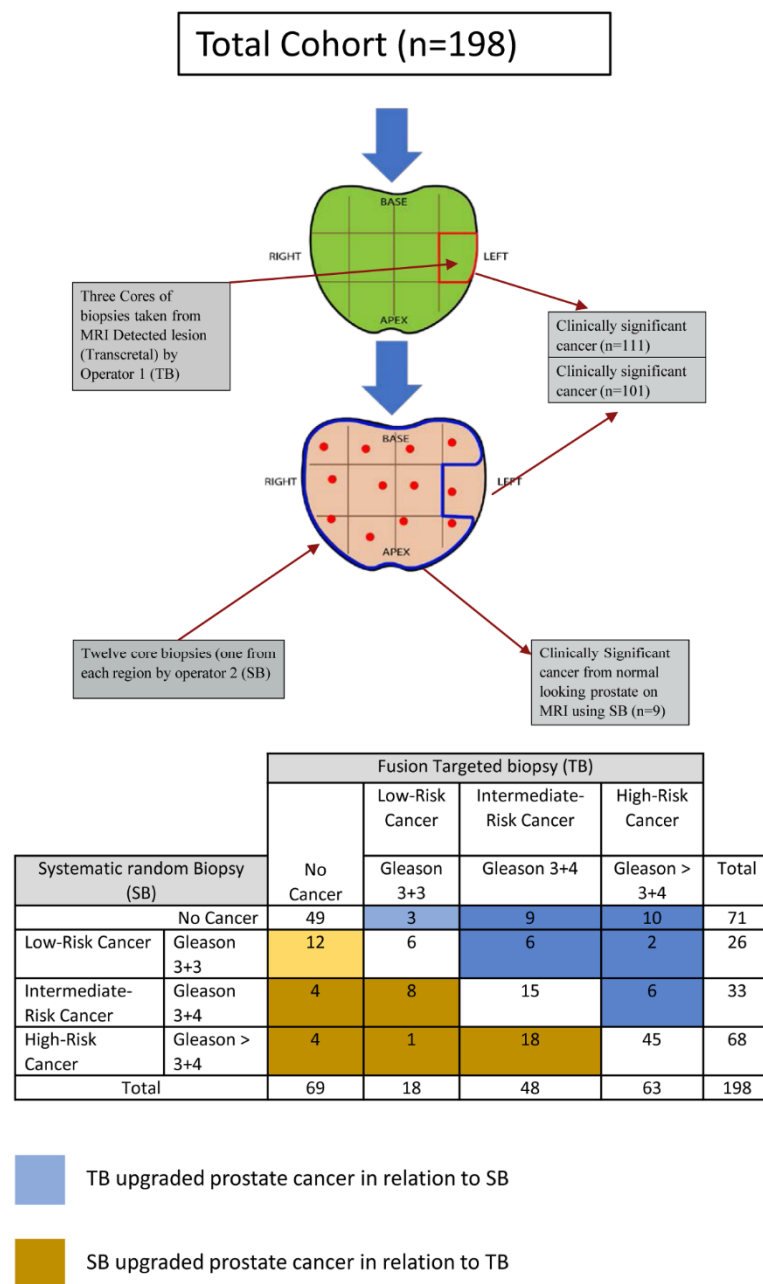 Total Cohort (n=198)
BASE
RIGHT
LEFT
APEX
Three Cores of
biopsies taken from
MRI Detected lesion
(Transcretal) by
Operator 1 (TB)
Clinically significant
cancer (n=111)
Clinically significant
cancer (n=101)
BASE
RIGHT
LEFT
APEX
Twelve core biopsies (one from
each region by operator 2 (SB)
Clinically Significant
cancer from normal
looking prostate on
MRI using SB (n=9)
Fusion Targeted biopsy (TB)
Systematic random Biopsy
(SB)
No
Cancer
Low-Risk
Cancer
Intermediate-
Risk Cancer
High-Risk
Cancer
Gleason
3+3
Gleason 3+4
Gleason >
3+4
Total
No Cancer 49 3 9 10 71
Low-Risk Cancer Gleason
3+3
12 6 6 2 26
Intermediate-
Risk Cancer
Gleason
3+4
4 8 15 6 33
High-Risk
Cancer
Gleason >
3+4
4 1 18 45 68
Total 69 18 48 63 198
TB upgraded prostate cancer in relation to SB
SB upgraded prostate cancer in relation to TB